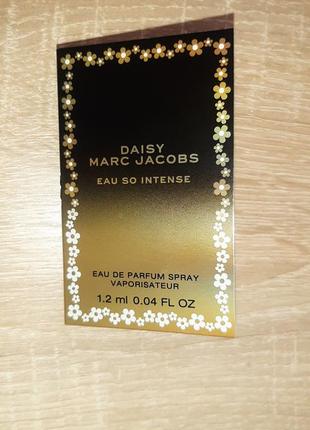 DAISY
MARC JACOBS
EAU SO INTENSE
EAU DE PARFUM SPRAY
VAPORISATEUR
1.2 ml 0.04 FL OZ